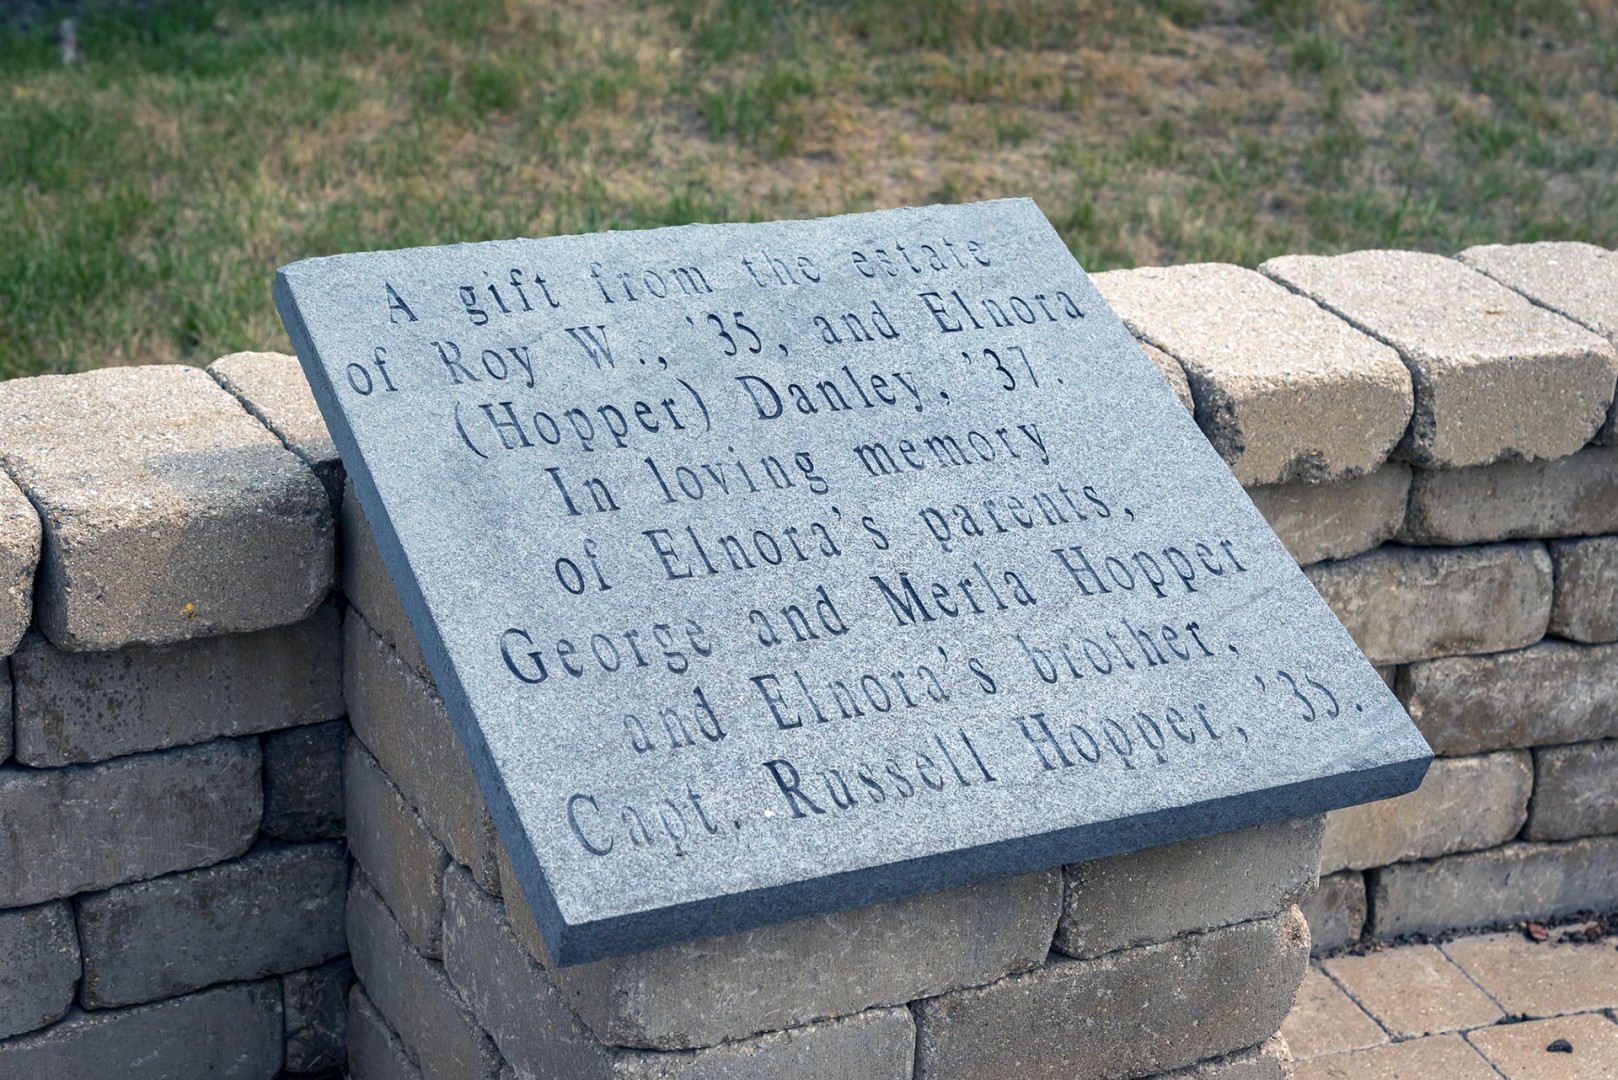 A gift from the estate
of Roy W., '35, and Elnora
(Hopper) Danley, '37.
In loving memory
of Elnora's parents,
George and Merla Hopper
and Elnora's brother,
Capt. Russell Hopper, '35.